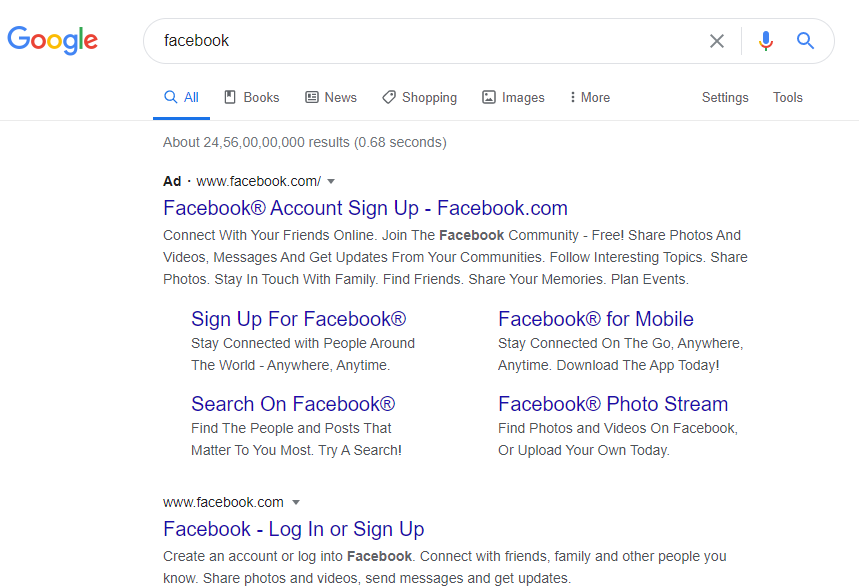 Google
facebook
All Books News Shopping Images More Settings Tools
About 24,56,00,00,000 results (0.68 seconds)
Ad · www.facebook.com/
Facebook® Account Sign Up - Facebook.com
Connect With Your Friends Online. Join The Facebook Community - Free! Share Photos And
Videos, Messages And Get Updates From Your Communities. Follow Interesting Topics. Share
Photos. Stay In Touch With Family. Find Friends. Share Your Memories. Plan Events.
Sign Up For Facebook®
Stay Connected with People Around
The World - Anywhere, Anytime.
Facebook® for Mobile
Stay Connected On The Go, Anywhere,
Anytime. Download The App Today!
Search On Facebook®
Find The People and Posts That
Matter To You Most. Try A Search!
Facebook® Photo Stream
Find Photos and Videos On Facebook,
Or Upload Your Own Today.
www.facebook.com
Facebook - Log In or Sign Up
Create an account or log into Facebook. Connect with friends, family and other people you
know. Share photos and videos, send messages and get updates.